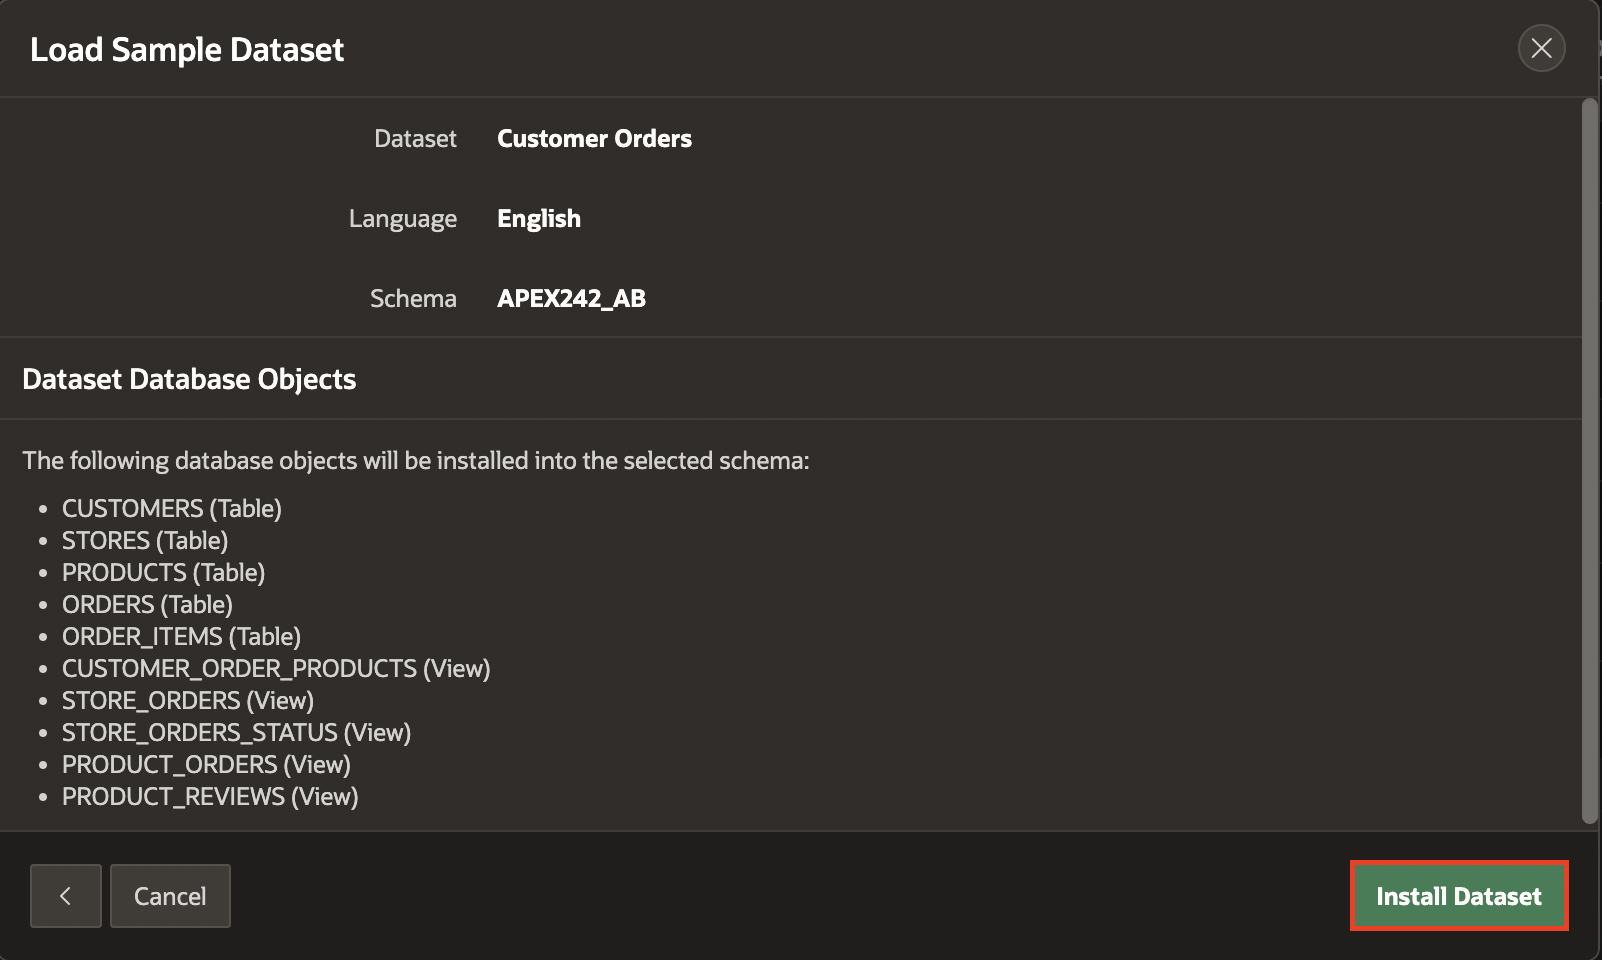 Load Sample Dataset
Dataset Customer Orders
Language English
Schema APEX242_AB
Dataset Database Objects
The following database objects will be installed into the selected schema:
• CUSTOMERS (Table)
• STORES (Table)
• PRODUCTS (Table)
• ORDERS (Table)
• ORDER_ITEMS (Table)
• CUSTOMER_ORDER_PRODUCTS (View)
• STORE_ORDERS (View)
• STORE_ORDERS_STATUS (View)
• PRODUCT_ORDERS (View)
• PRODUCT_REVIEWS (View)
Cancel Install Dataset